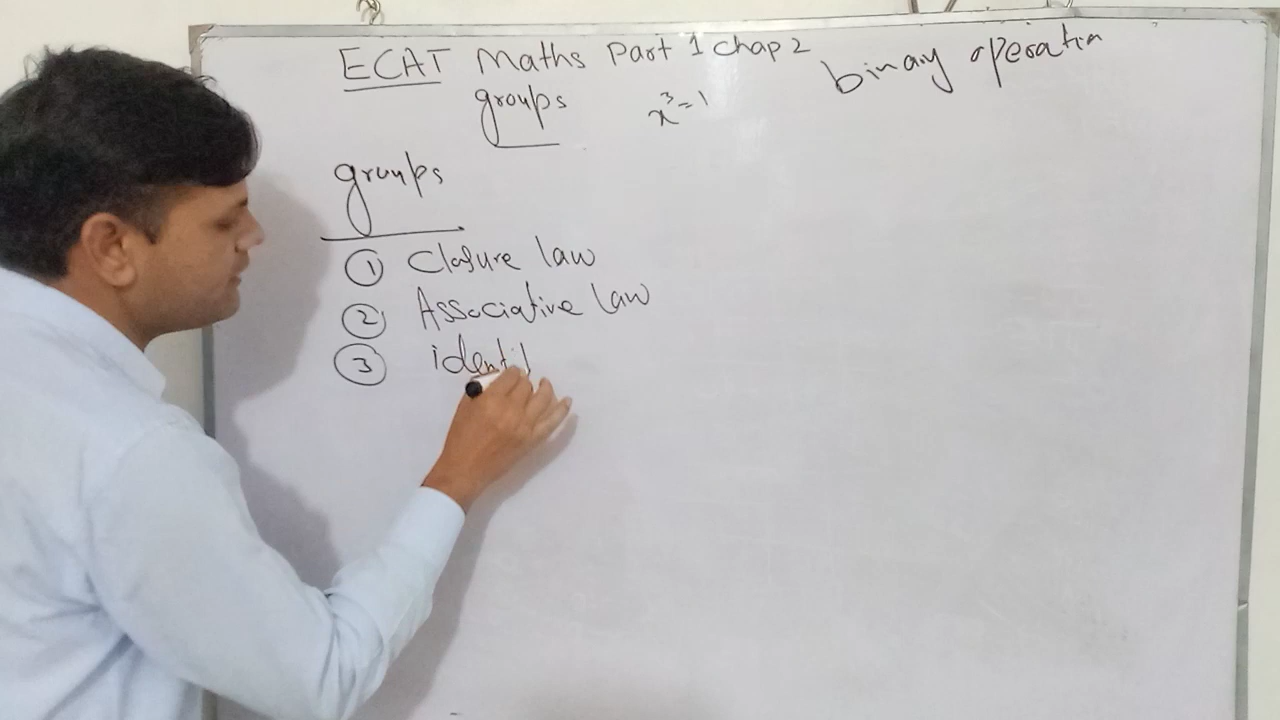 ECAT Maths Part 1 Chap 2
binary operation
groups
x³=1
groups
① Closure law
② Associative law
③ identi